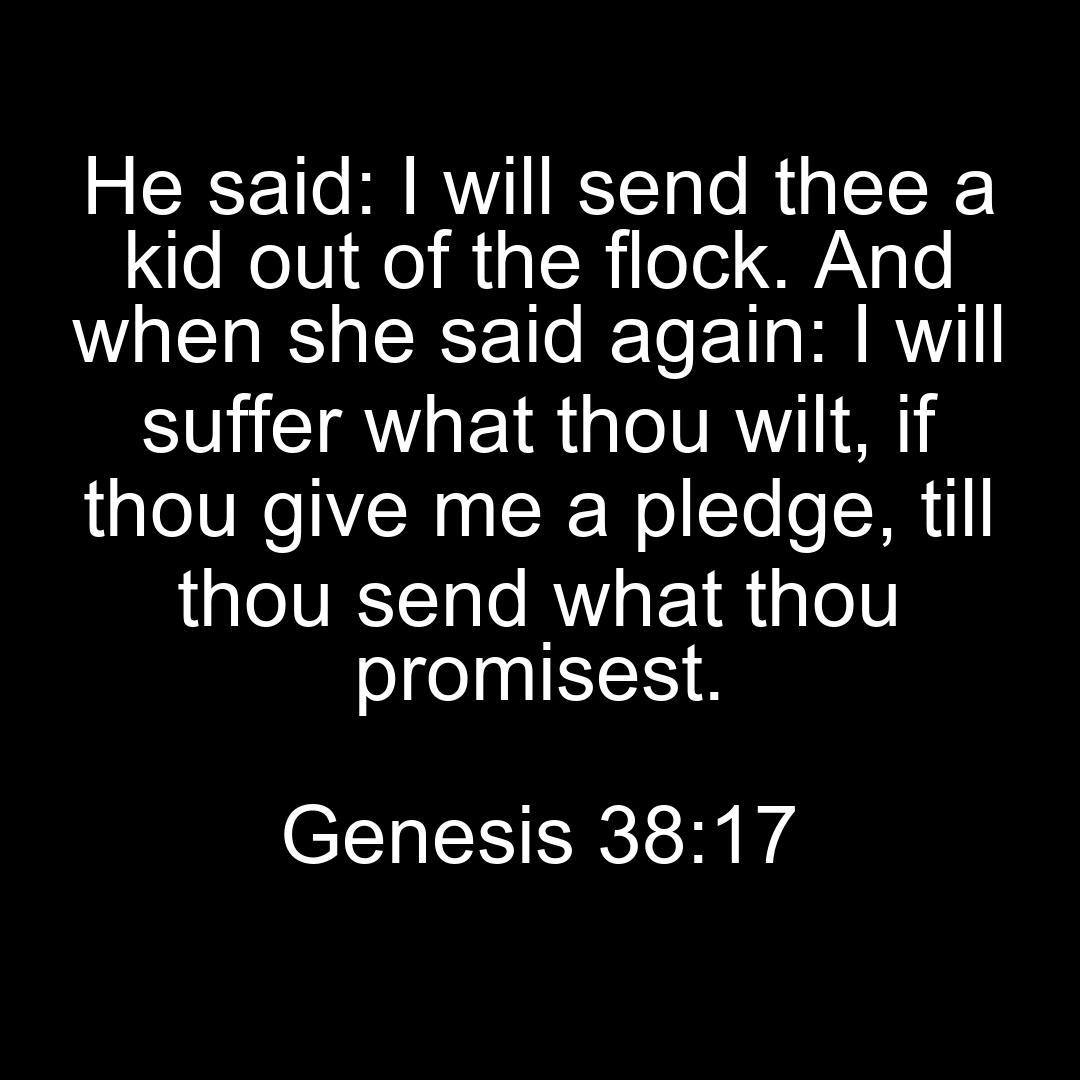 He said: I will send thee a
kid out of the flock. And
when she said again: I will
suffer what thou wilt, if
thou give me a pledge, till
thou send what thou
promisest.
Genesis 38:17